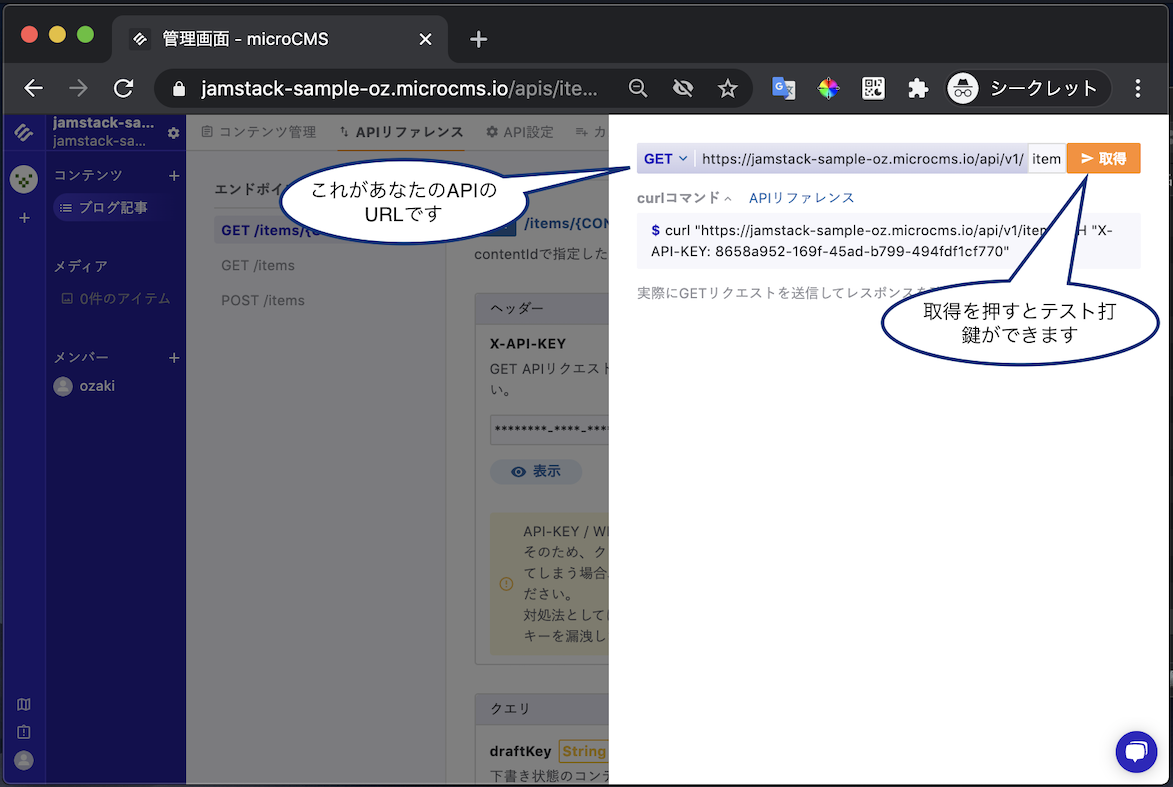 管理画面 - microCMS
jamstack-sample-oz.microcms.io/apis/ite...
シークレット
jamstack-sa...
jamstack-sa...
コンテンツ
ブログ記事
メディア
0件のアイテム
メンバー
ozaki
コンテンツ管理
APIリファレンス
API設定
カ
エンドポイ
GET /items/{C
GET /items
POST /items
/items/{CON
contentIdで指定した
ヘッダー
X-API-KEY
GET APIリクエスト
い。
********-****-****
表示
API-KEY / W
そのため、ク
てしまう場合
ださい。
対処法として
キーを漏洩し
クエリ
draftKey String
下書き状態のコンテ
これがあなたのAPIの
URLです
GET https://jamstack-sample-oz.microcms.io/api/v1/ item 取得
curlコマンド APIリファレンス
$ curl "https://jamstack-sample-oz.microcms.io/api/v1/item H "X-
API-KEY: 8658a952-169f-45ad-b799-494fdf1cf770"
実際にGETリクエストを送信してレスポンスを
取得を押すとテスト打
鍵ができます